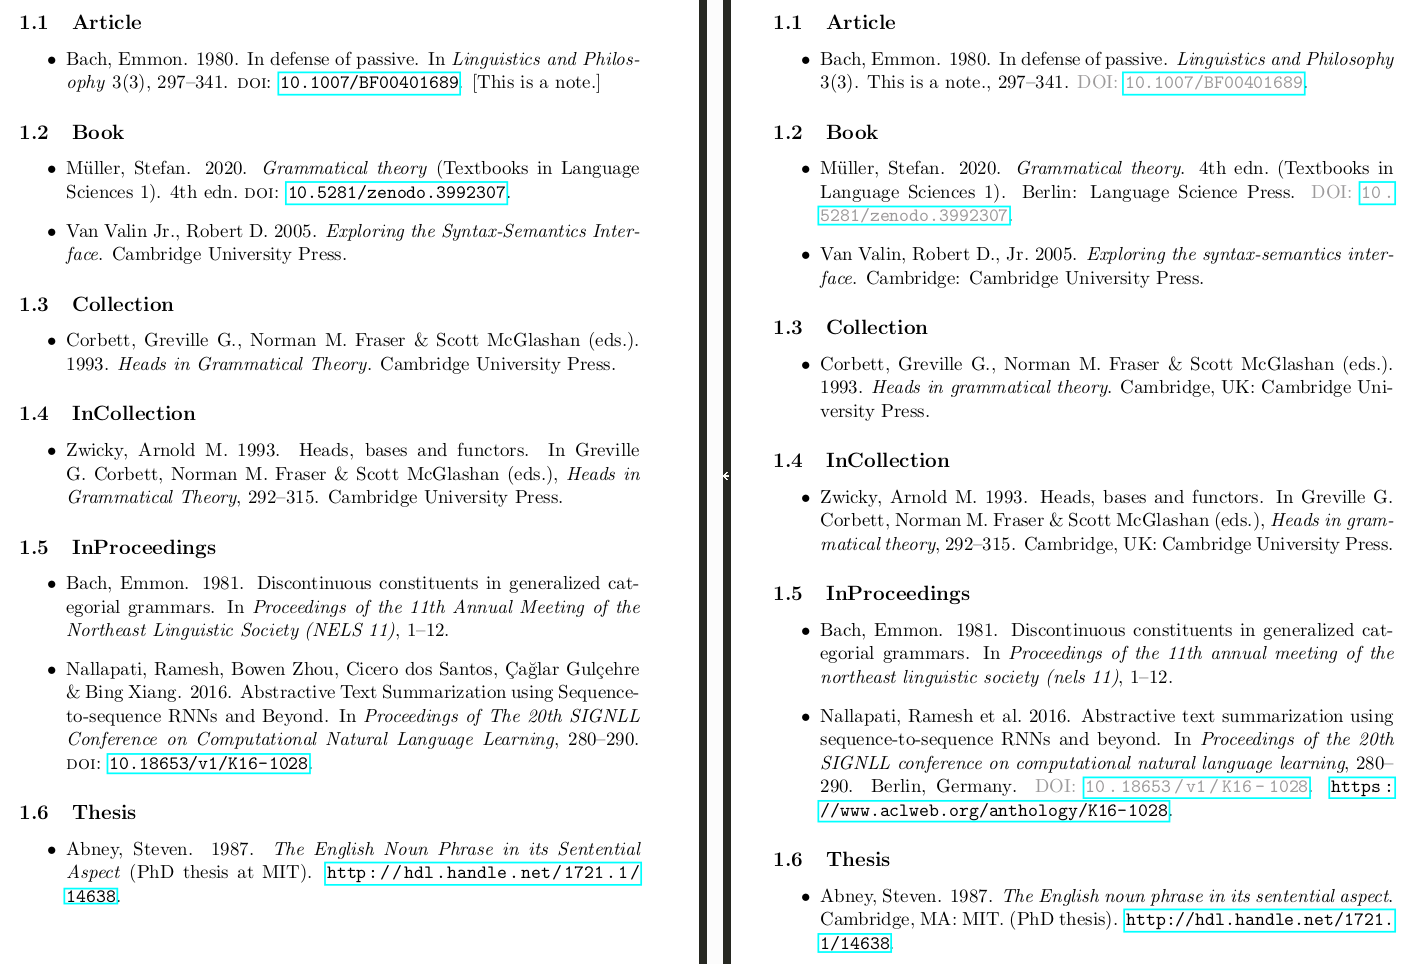 1.1 Article
• Bach, Emmon. 1980. In defense of passive. In Linguistics and Philos-
ophy 3(3), 297–341. DOI: 10.1007/BF00401689. [This is a note.]
1.2 Book
• Müller, Stefan. 2020. Grammatical theory (Textbooks in Language
Sciences 1). 4th edn. DOI: 10.5281/zenodo.3992307.
• Van Valin Jr., Robert D. 2005. Exploring the Syntax-Semantics Inter-
face. Cambridge University Press.
1.3 Collection
• Corbett, Greville G., Norman M. Fraser & Scott McGlashan (eds.).
1993. Heads in Grammatical Theory. Cambridge University Press.
1.4 InCollection
• Zwicky, Arnold M. 1993. Heads, bases and functors. In Greville
G. Corbett, Norman M. Fraser & Scott McGlashan (eds.), Heads in
Grammatical Theory, 292–315. Cambridge University Press.
1.5 InProceedings
• Bach, Emmon. 1981. Discontinuous constituents in generalized cat-
egorial grammars. In Proceedings of the 11th Annual Meeting of the
Northeast Linguistic Society (NELS 11), 1–12.
• Nallapati, Ramesh, Bowen Zhou, Cicero dos Santos, Çağlar Gulçehre
& Bing Xiang. 2016. Abstractive Text Summarization using Sequence-
to-sequence RNNs and Beyond. In Proceedings of The 20th SIGNLL
Conference on Computational Natural Language Learning, 280–290.
DOI: 10.18653/v1/K16-1028.
1.6 Thesis
• Abney, Steven. 1987. The English Noun Phrase in its Sentential
Aspect (PhD thesis at MIT). http://hdl.handle.net/1721.1/
14638.
1.1 Article
• Bach, Emmon. 1980. In defense of passive. Linguistics and Philosophy
3(3). This is a note., 297–341. DOI: 10.1007/BF00401689.
1.2 Book
• Müller, Stefan. 2020. Grammatical theory. 4th edn. (Textbooks in
Language Sciences 1). Berlin: Language Science Press. DOI: 10.
5281/zenodo.3992307.
• Van Valin, Robert D., Jr. 2005. Exploring the syntax-semantics inter-
face. Cambridge: Cambridge University Press.
1.3 Collection
• Corbett, Greville G., Norman M. Fraser & Scott McGlashan (eds.).
1993. Heads in grammatical theory. Cambridge, UK: Cambridge Uni-
versity Press.
1.4 InCollection
• Zwicky, Arnold M. 1993. Heads, bases and functors. In Greville G.
Corbett, Norman M. Fraser & Scott McGlashan (eds.), Heads in gram-
matical theory, 292–315. Cambridge, UK: Cambridge University Press.
1.5 InProceedings
• Bach, Emmon. 1981. Discontinuous constituents in generalized cat-
egorial grammars. In Proceedings of the 11th annual meeting of the
northeast linguistic society (nels 11), 1–12.
• Nallapati, Ramesh et al. 2016. Abstractive text summarization using
sequence-to-sequence RNNs and beyond. In Proceedings of the 20th
SIGNLL conference on computational natural language learning, 280–
290. Berlin, Germany. DOI: 10.18653/v1/K16-1028. https:
//www.aclweb.org/anthology/K16-1028.
1.6 Thesis
• Abney, Steven. 1987. The English noun phrase in its sentential aspect.
Cambridge, MA: MIT. (PhD thesis). http://hdl.handle.net/1721.
1/14638.